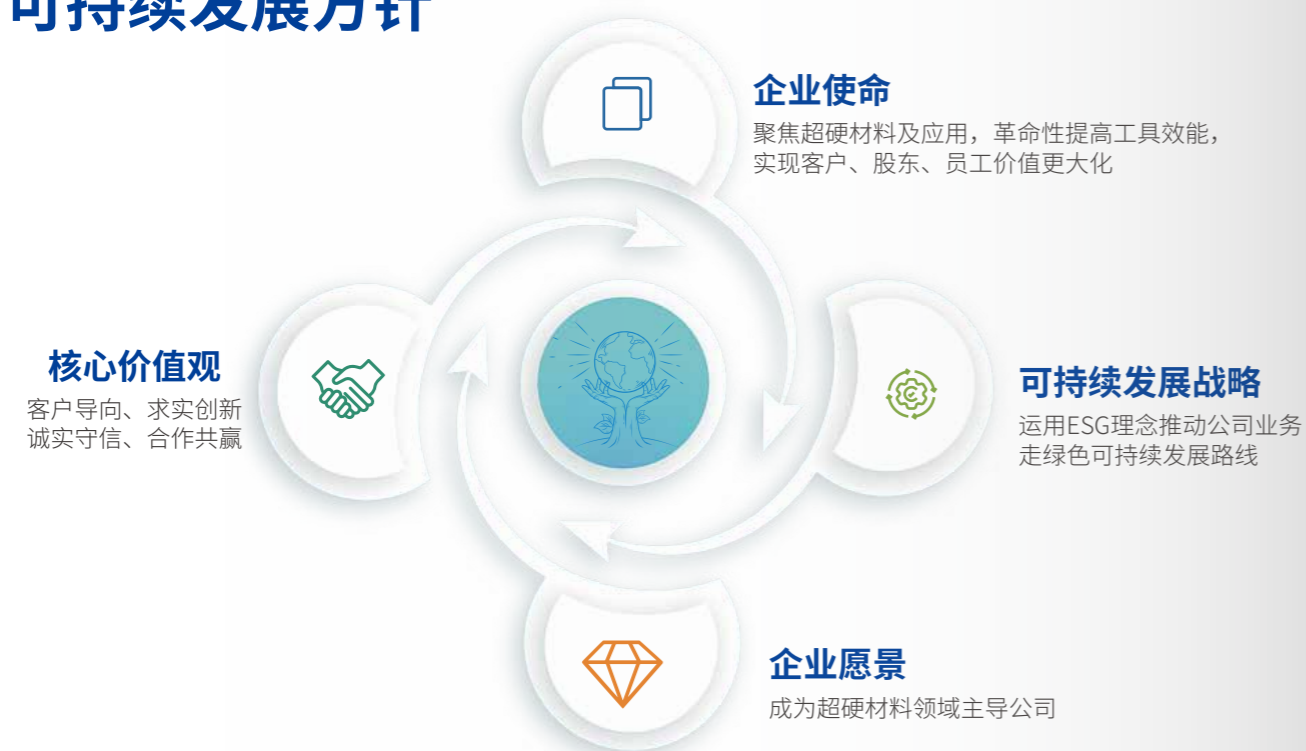 可持续发展方针
企业使命
聚焦超硬材料及应用，革命性提高工具效能，
实现客户、股东、员工价值更大化
核心价值观
客户导向、求实创新
诚实守信、合作共赢
可持续发展战略
运用ESG理念推动公司业务
走绿色可持续发展路线
企业愿景
成为超硬材料领域主导公司